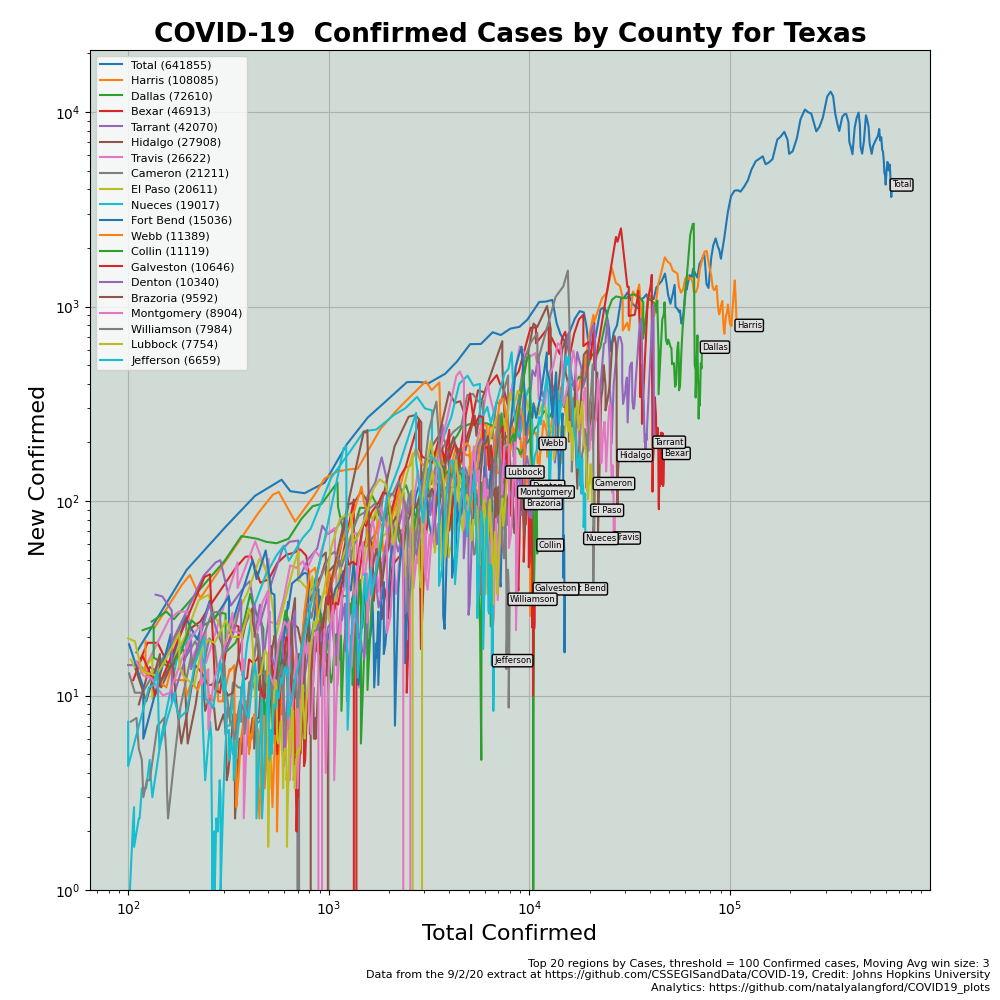 COVID-19 Confirmed Cases by County for Texas
Total (641855)
Harris (108085)
Dallas (72610)
Bexar (46913)
Tarrant (42070)
Hidalgo (27908)
Travis (26622)
Cameron (21211)
El Paso (20611)
Nueces (19017)
Fort Bend (15036)
Webb (11389)
Collin (11119)
Galveston (10646)
Denton (10340)
Brazoria (9592)
Montgomery (8904)
Williamson (7984)
Lubbock (7754)
Jefferson (6659)
10⁴
10³
10²
10¹
10⁰
New Confirmed
Total
Harris
Dallas
Webb
Tarrant
Hidalgo
Bexar
Lubbock
Cameron
Montgomery
Brazoria
El Paso
Nueces
Collin
Galveston
Williamson
Jefferson
10²
10³
10⁴
10⁵
Total Confirmed
Top 20 regions by Cases, threshold = 100 Confirmed cases, Moving Avg win size: 3
Data from the 9/2/20 extract at https://github.com/CSSEGISandData/COVID-19, Credit: Johns Hopkins University
Analytics: https://github.com/natalyalangford/COVID19_plots